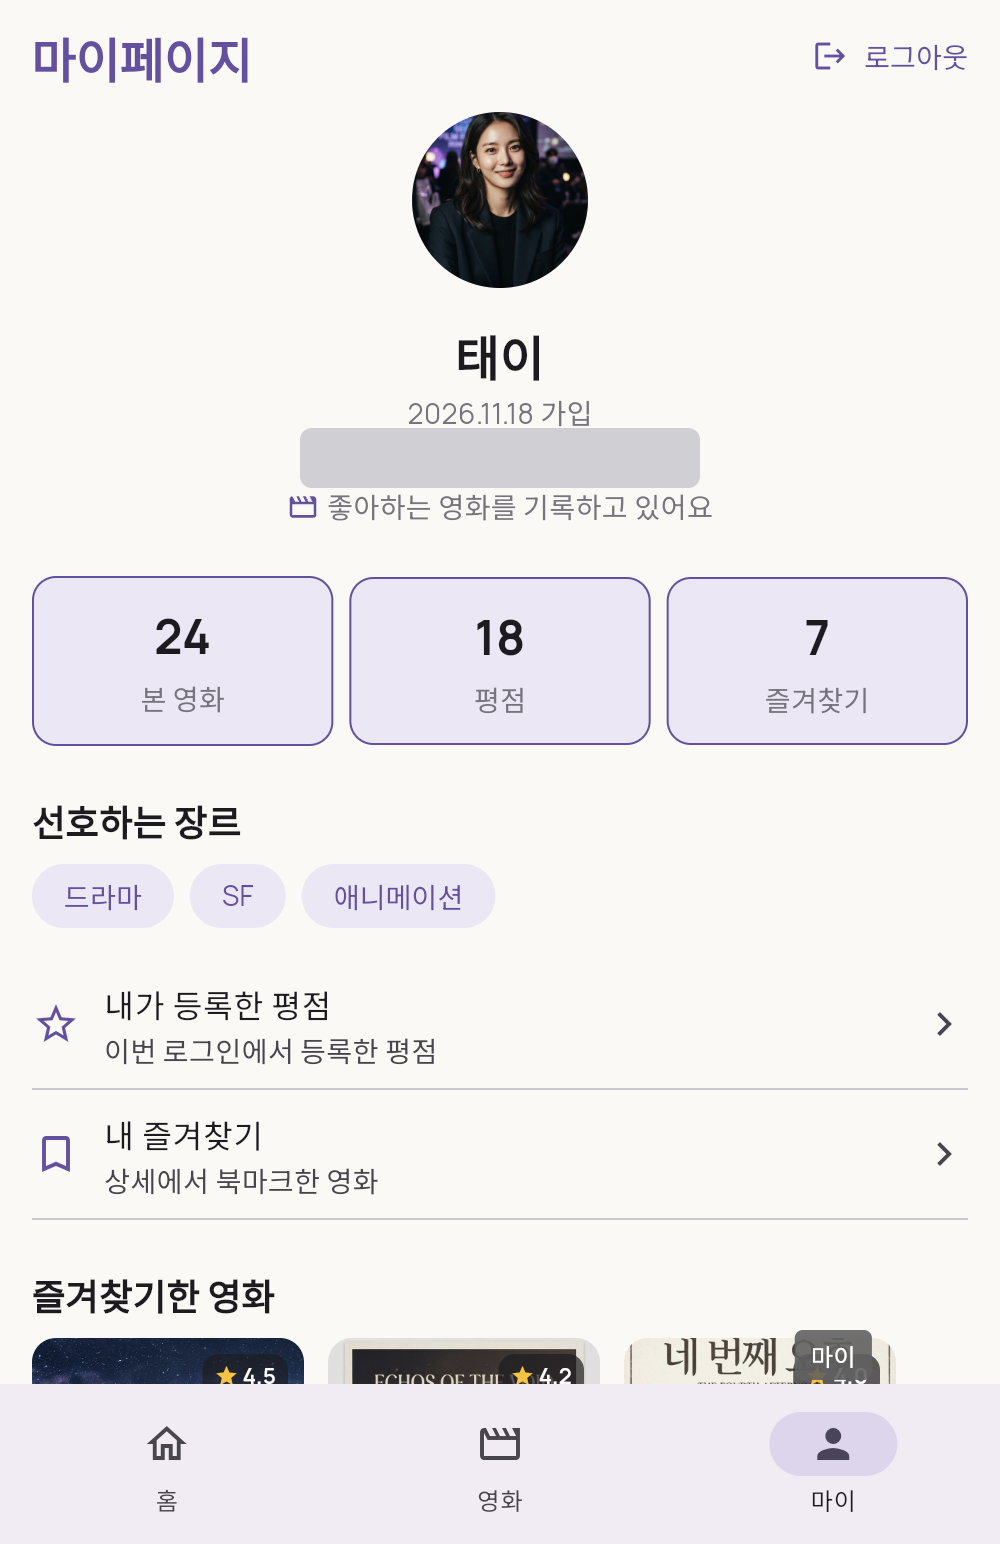 마이페이지
로그아웃
태이
2026.11.18 가입
좋아하는 영화를 기록하고 있어요
24
본 영화
18
평점
7
즐겨찾기
선호하는 장르
드라마
SF
애니메이션
내가 등록한 평점
이번 로그인에서 등록한 평점
내 즐겨찾기
상세에서 북마크한 영화
즐겨찾기한 영화
4.5
ECHOS OF THE
4.2
네 번째
마이
홈
영화
마이